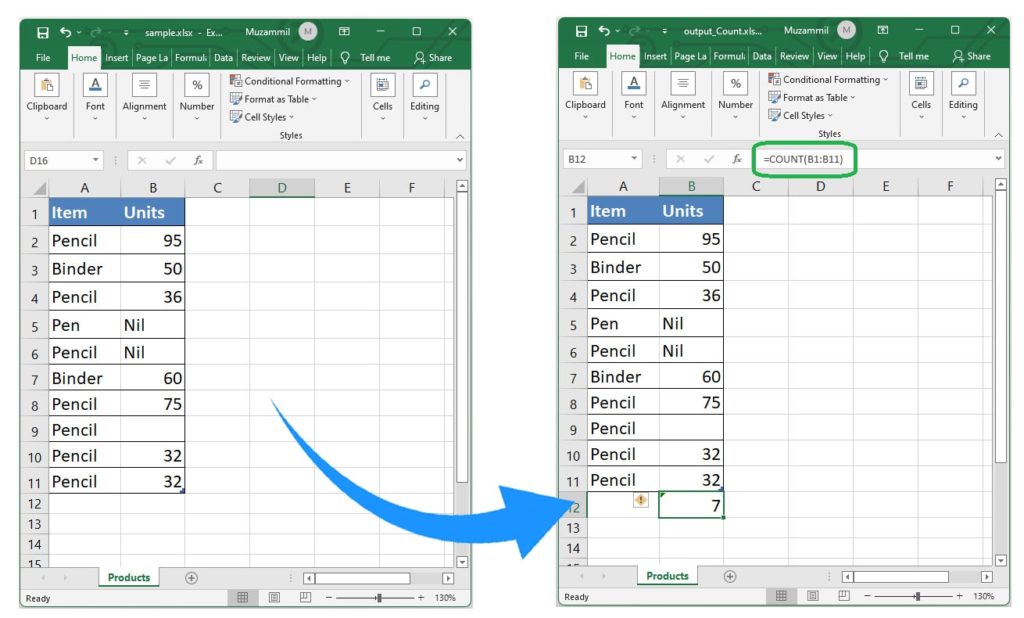 sample.xlsx - Ex... Muzammil M
File Home Insert Page La Formula Data Review View Help Tell me Share
Clipboard Font Alignment Number Conditional Formatting Format as Table Cell Styles Styles Cells Editing
D16 fx
A B C D E F
1 Item Units
2 Pencil 95
3 Binder 50
4 Pencil 36
5 Pen Nil
6 Pencil Nil
7 Binder 60
8 Pencil 75
9 Pencil
10 Pencil 32
11 Pencil 32
12
13
14
15
Products
Ready 130%
output_Count.xls... Muzammil M
File Home Insert Page La Formula Data Review View Help Tell me Share
Clipboard Font Alignment Number Conditional Formatting Format as Table Cell Styles Styles Cells Editing
B12 fx =COUNT(B1:B11)
A B C D E F
1 Item Units
2 Pencil 95
3 Binder 50
4 Pencil 36
5 Pen Nil
6 Pencil Nil
7 Binder 60
8 Pencil 75
9 Pencil
10 Pencil 32
11 Pencil 32
12 7
13
14
Products
Ready 130%